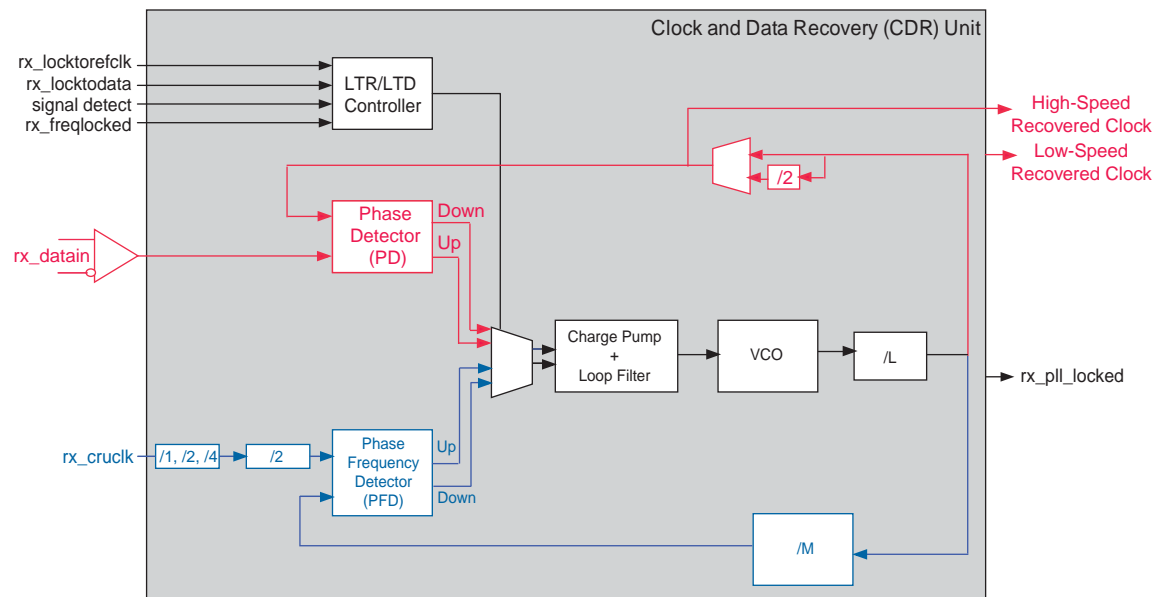 Clock and Data Recovery (CDR) Unit
rx_locktorefclk
rx_locktodata
signal detect
rx_freqlocked
LTR/LTD
Controller
High-Speed
Recovered Clock
Low-Speed
Recovered Clock
/2
Phase
Detector
(PD)
Down
Up
rx_datain
Charge Pump
+
Loop Filter
VCO
/L
rx_pll_locked
rx_cruclk
/1, /2, /4
/2
Phase
Frequency
Detector
(PFD)
Up
Down
/M